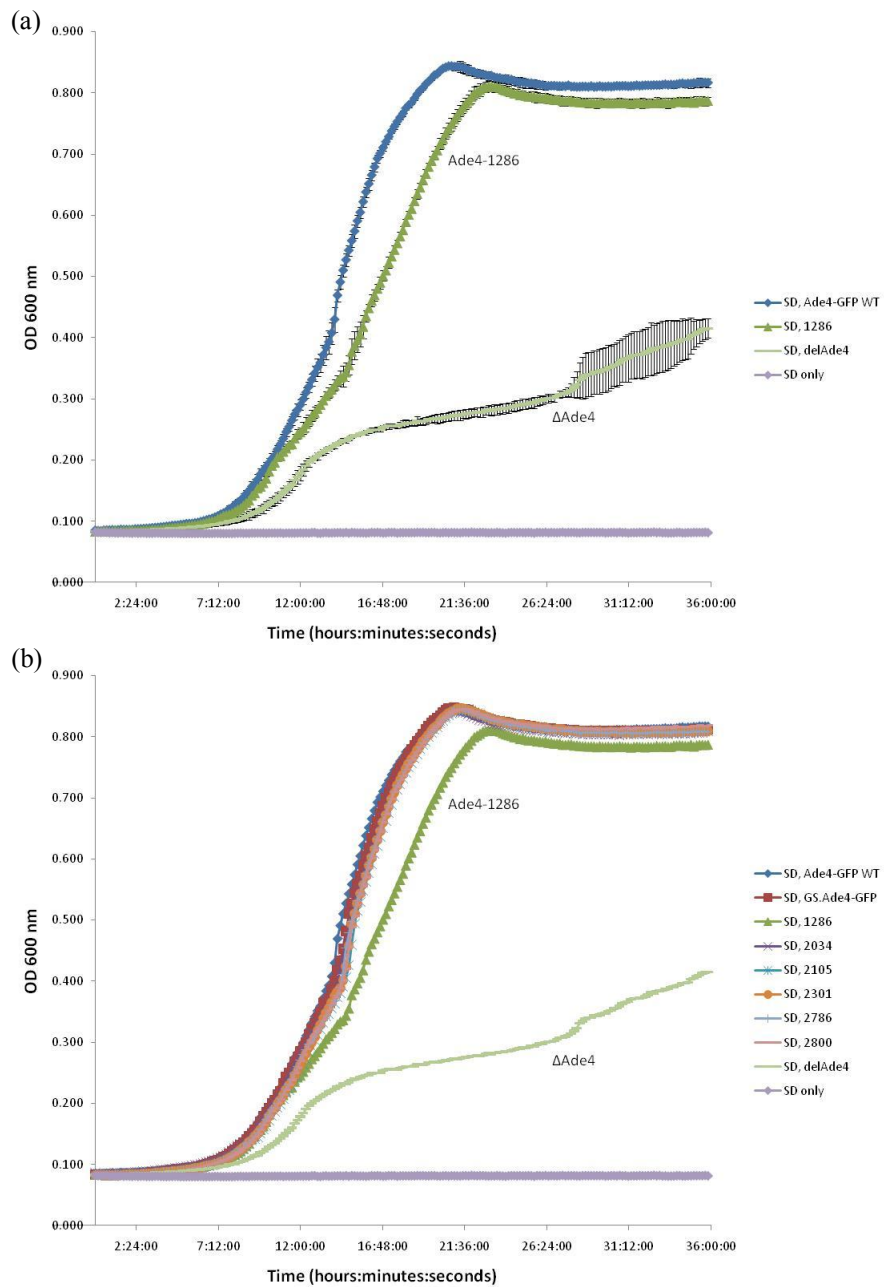 (a)
0.900
0.800
0.700
0.600
0.500
0.400
0.300
0.200
0.100
0.000
OD 600 nm
Ade4-1286
ΔAde4
2:24:00 7:12:00 12:00:00 16:48:00 21:36:00 26:24:00 31:12:00 36:00:00
Time (hours:minutes:seconds)
SD, Ade4-GFP WT
SD, 1286
SD, delAde4
SD only
(b)
0.900
0.800
0.700
0.600
0.500
0.400
0.300
0.200
0.100
0.000
OD 600 nm
Ade4-1286
ΔAde4
2:24:00 7:12:00 12:00:00 16:48:00 21:36:00 26:24:00 31:12:00 36:00:00
Time (hours:minutes:seconds)
SD, Ade4-GFP WT
SD, GS.Ade4-GFP
SD, 1286
SD, 2034
SD, 2105
SD, 2301
SD, 2786
SD, 2800
SD, delAde4
SD only